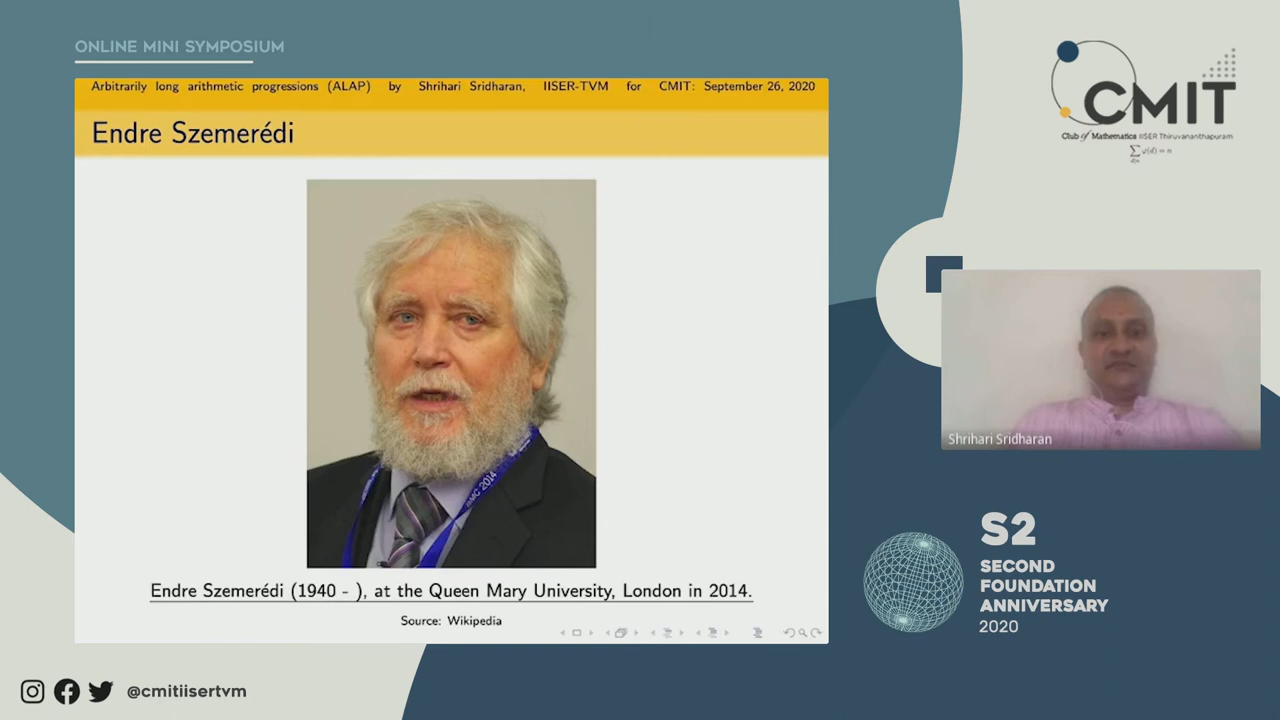 ONLINE MINI SYMPOSIUM
Arbitrarily long arithmetic progressions (ALAP) by Shrihari Sridharan, IISER-TVM for CMIT: September 26, 2020
Endre Szemerédi
BMC 2014
Endre Szemerédi (1940 - ), at the Queen Mary University, London in 2014.
Source: Wikipedia
CMIT
Club of Mathematics IISER Thiruvananthapuram
∑ φ(d) = n
d|n
Shrihari Sridharan
S2
SECOND
FOUNDATION
ANNIVERSARY
2020
@cmitiisertvm